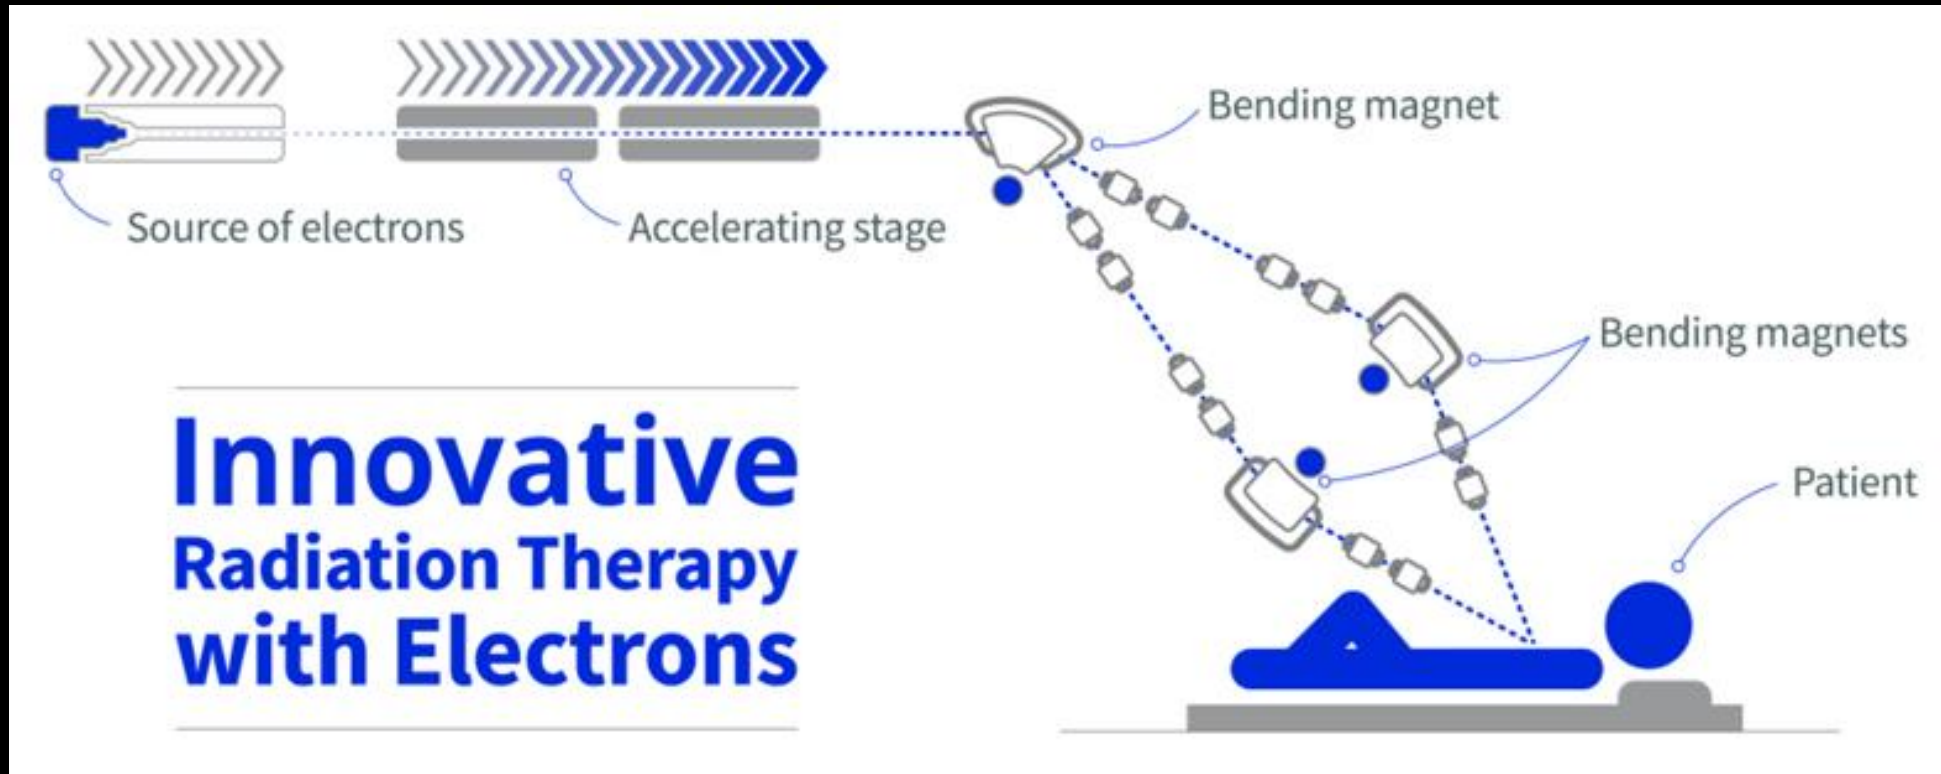 Bending magnet
Source of electrons
Accelerating stage
Bending magnets
Innovative
Radiation Therapy
with Electrons
Patient